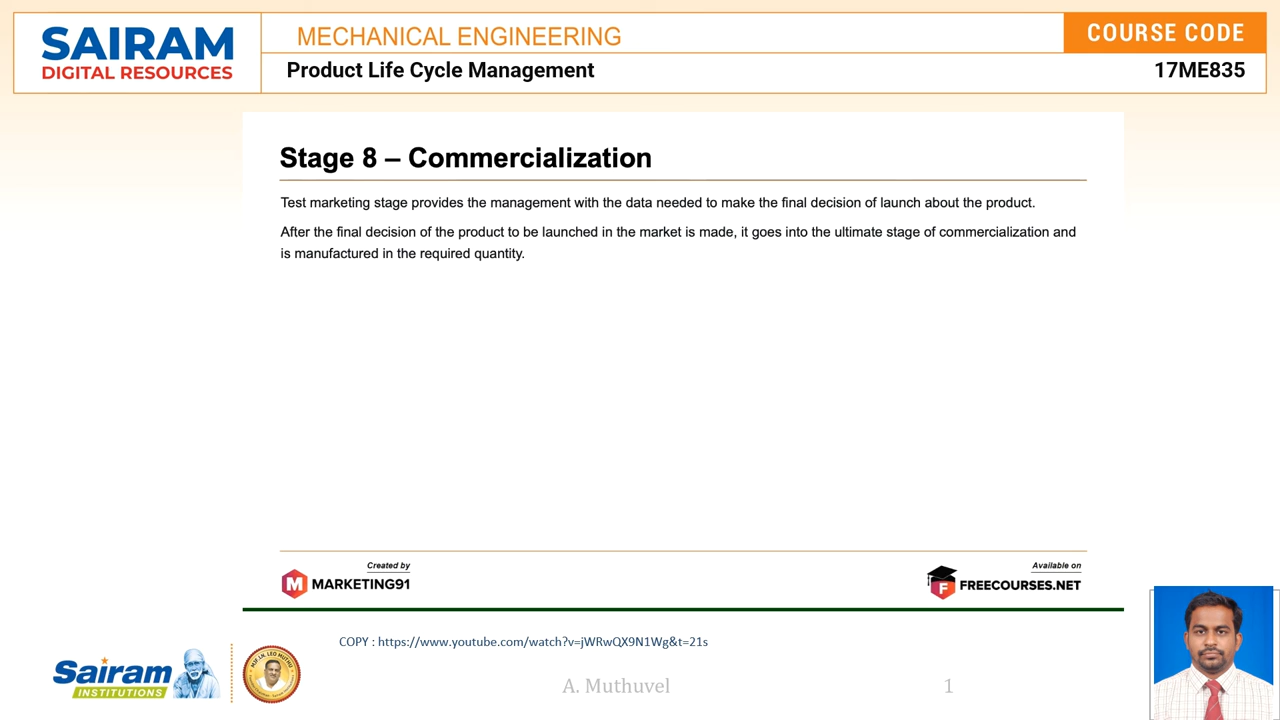 SAIRAM
DIGITAL RESOURCES
MECHANICAL ENGINEERING
COURSE CODE
Product Life Cycle Management
17ME835
Stage 8 – Commercialization
Test marketing stage provides the management with the data needed to make the final decision of launch about the product.
After the final decision of the product to be launched in the market is made, it goes into the ultimate stage of commercialization and
is manufactured in the required quantity.
Created by
M MARKETING91
Available on
F FREECOURSES.NET
COPY : https://www.youtube.com/watch?v=jWRwQX9N1Wg&t=21s
Sairam
INSTITUTIONS
MJF. LN. LEO MUTHU
A. Muthuvel
1